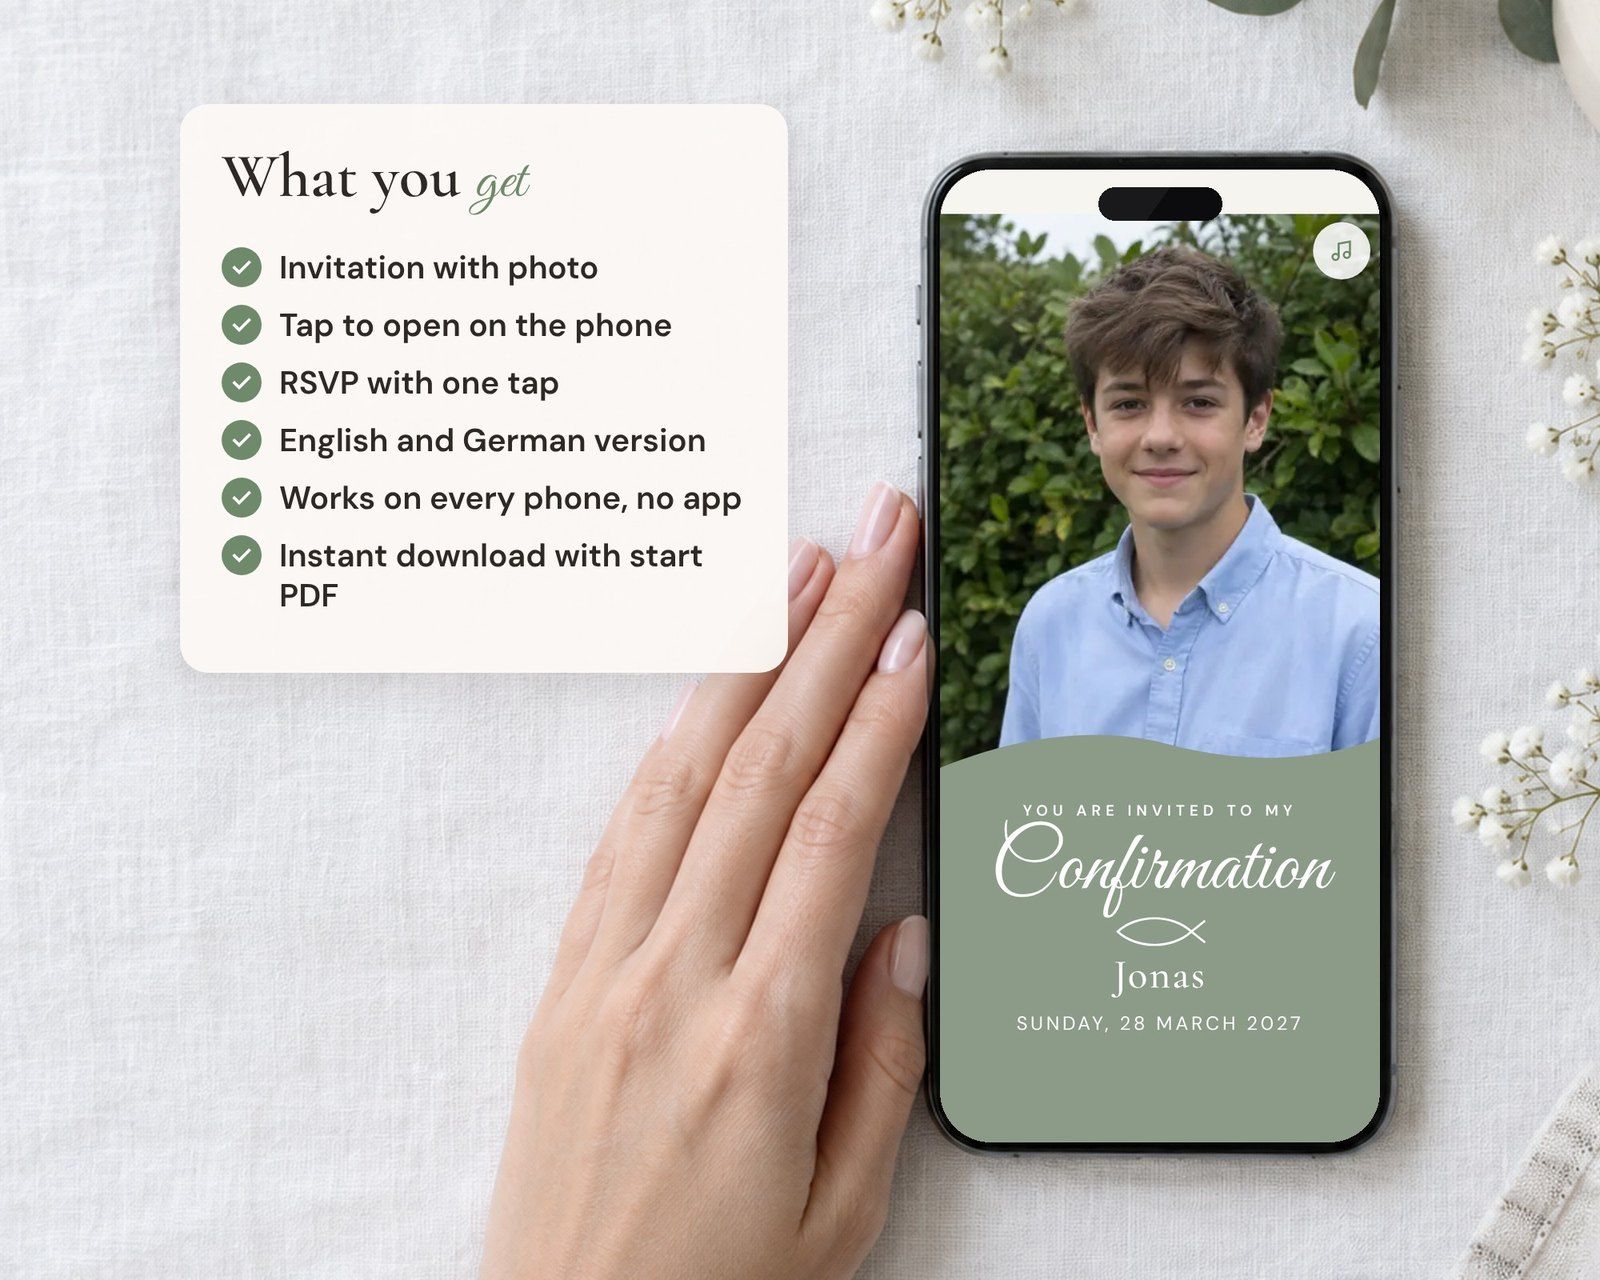 What you get
Invitation with photo
Tap to open on the phone
RSVP with one tap
English and German version
Works on every phone, no app
Instant download with start
PDF
YOU ARE INVITED TO MY
Confirmation
Jonas
SUNDAY, 28 MARCH 2027